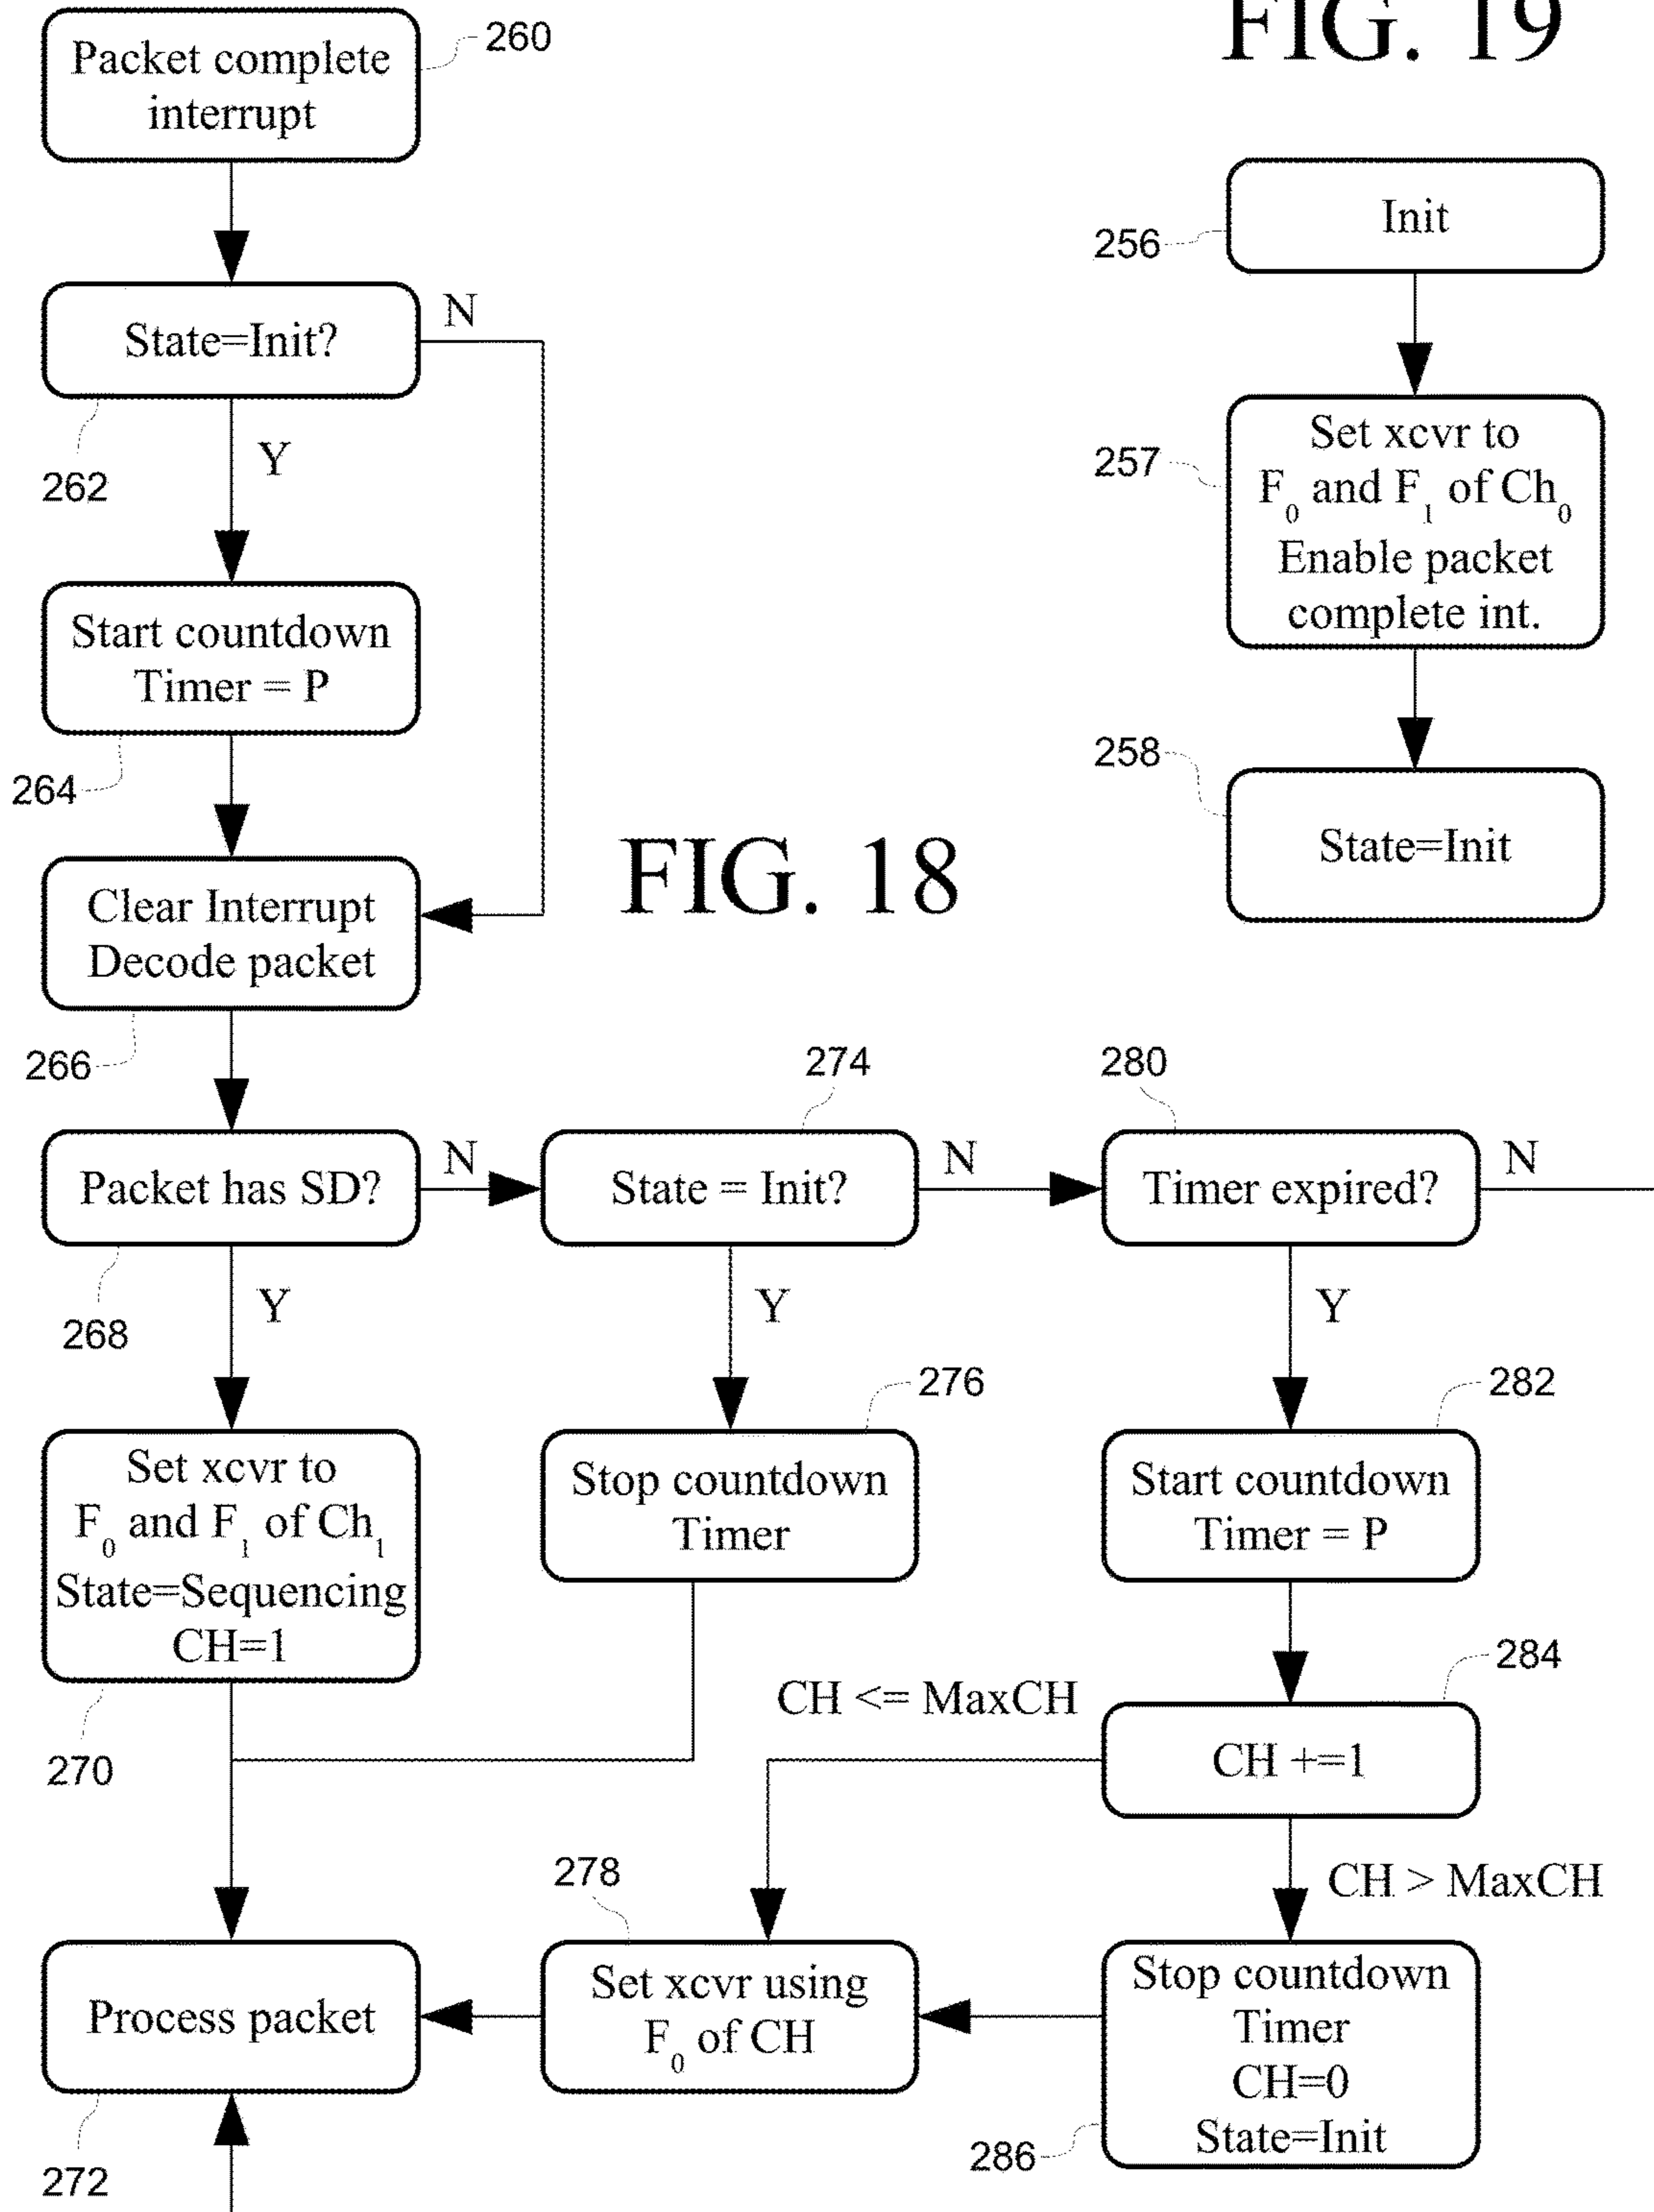 FIG. 19
Packet complete
interrupt
260
Init
256
State=Init?
N
262
Y
Set xcvr to
F₀ and F₁ of Ch₀
Enable packet
complete int.
257
Start countdown
Timer = P
264
State=Init
258
FIG. 18
Clear Interrupt
Decode packet
266
274
280
Packet has SD?
N
State = Init?
N
Timer expired?
N
268
Y
Y
Y
276
282
Set xcvr to
F₀ and F₁ of Ch₁
State=Sequencing
CH=1
270
Stop countdown
Timer
Start countdown
Timer = P
284
CH <= MaxCH
CH +=1
278
CH > MaxCH
Process packet
272
Set xcvr using
F₀ of CH
Stop countdown
Timer
CH=0
State=Init
286